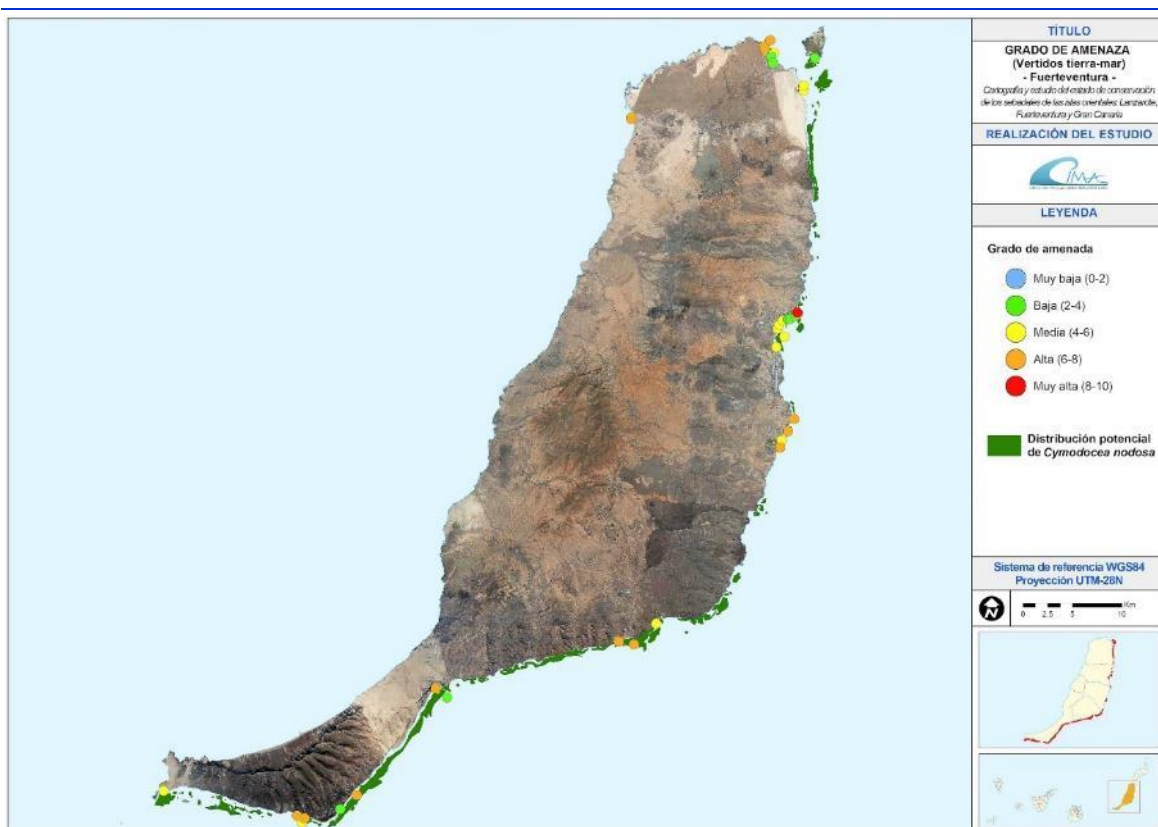 TÍTULO
GRADO DE AMENAZA
(Vertidos tierra-mar)
- Fuerteventura -
Cartografía y estudio del estado de conservación
de los sebadales de las islas orientales: Lanzarote,
Fuerteventura y Gran Canaria
REALIZACIÓN DEL ESTUDIO
CIMA
LEYENDA
Grado de amenada
Muy baja (0-2)
Baja (2-4)
Media (4-6)
Alta (6-8)
Muy alta (8-10)
Distribución potencial
de Cymodocea nodosa
Sistema de referencia WGS84
Proyección UTM-28N
N
Km
0 2.5 5 10